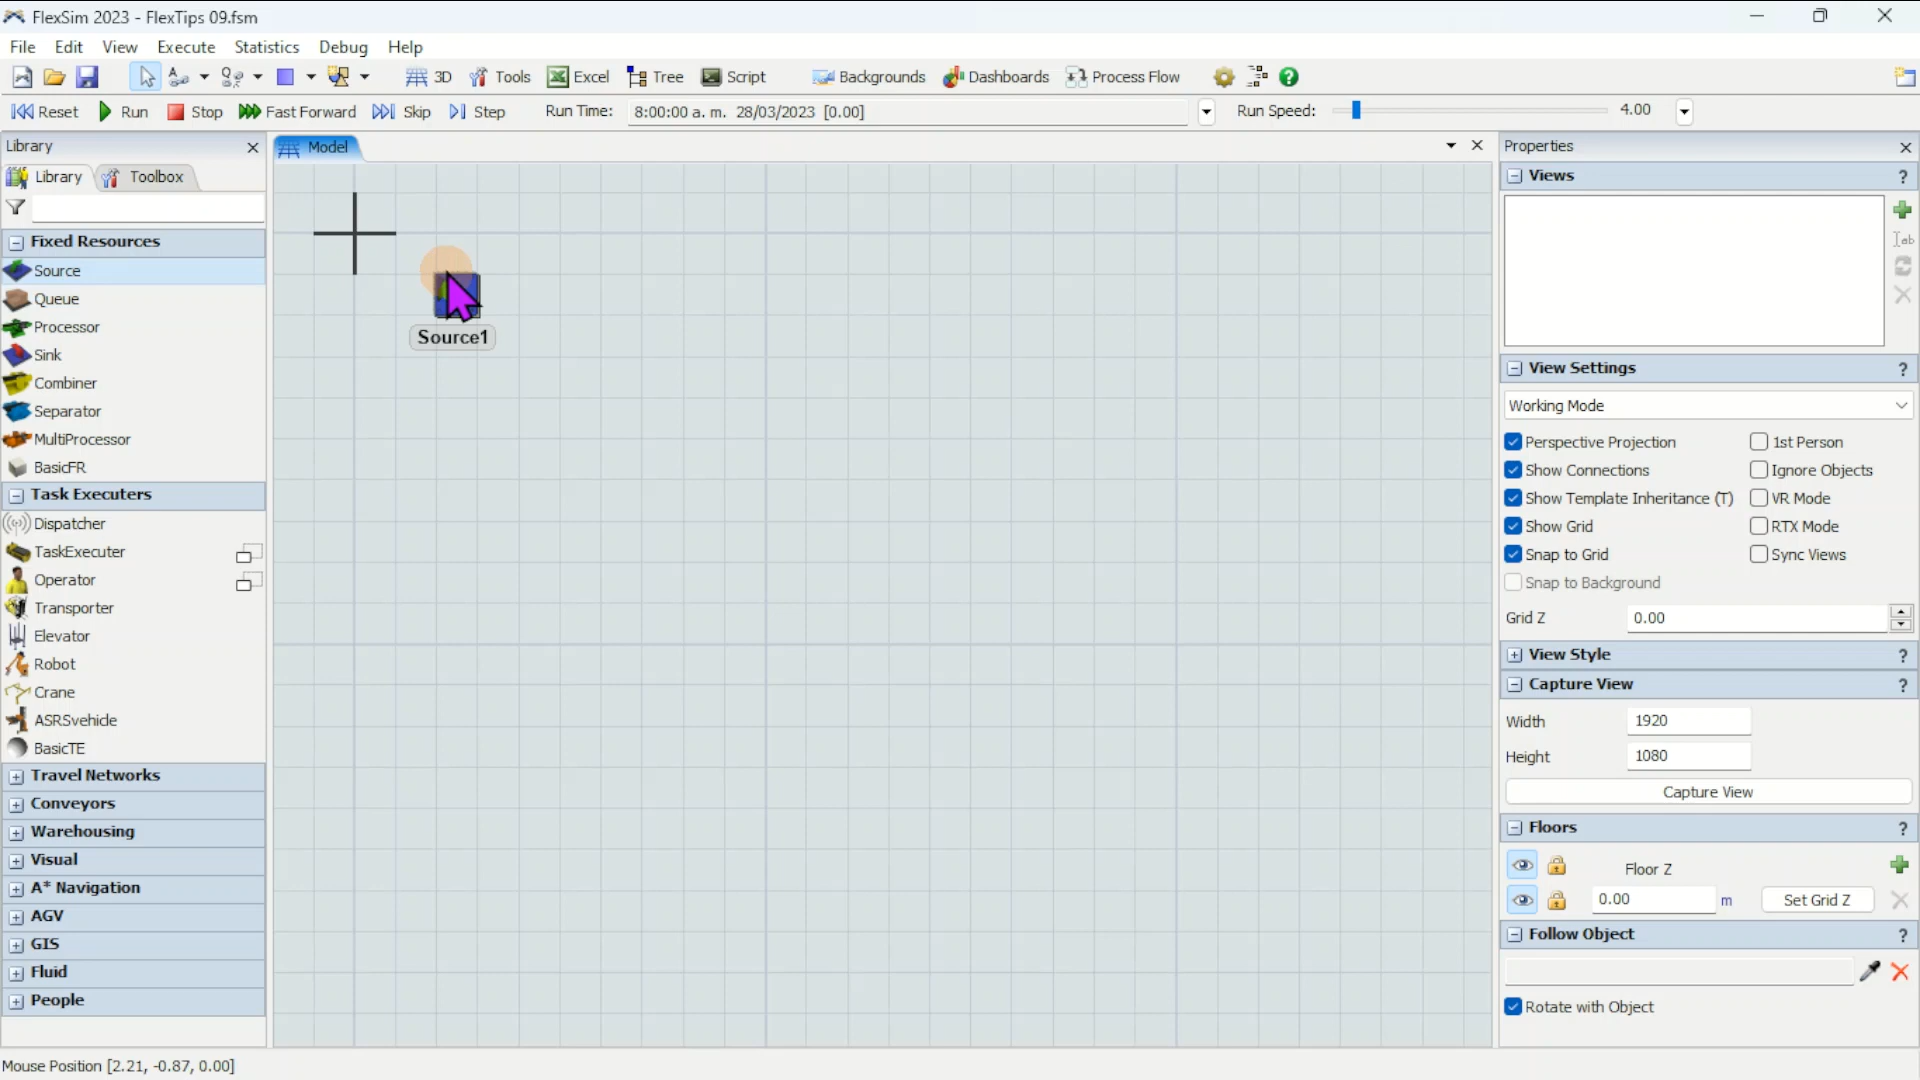 FlexSim 2023 - FlexTips 09.fsm
File Edit View Execute Statistics Debug Help
3D Tools Excel Tree Script Backgrounds Dashboards Process Flow
Reset Run Stop Fast Forward Skip Step Run Time: 8:00:00 a. m. 28/03/2023 [0.00] Run Speed: 4.00
Library
Library Toolbox
Fixed Resources
Source
Queue
Processor
Sink
Combiner
Separator
MultiProcessor
BasicFR
Task Executers
Dispatcher
TaskExecuter
Operator
Transporter
Elevator
Robot
Crane
ASRSvehicle
BasicTE
Travel Networks
Conveyors
Warehousing
Visual
A* Navigation
AGV
GIS
Fluid
People
Model
Source1
Properties
Views ?
View Settings ?
Working Mode
Perspective Projection 1st Person
Show Connections Ignore Objects
Show Template Inheritance (T) VR Mode
Show Grid RTX Mode
Snap to Grid Sync Views
Snap to Background
Grid Z 0.00
View Style ?
Capture View ?
Width 1920
Height 1080
Capture View
Floors ?
Floor Z
0.00 m Set Grid Z
Follow Object ?
Rotate with Object
Mouse Position [2.21, -0.87, 0.00]